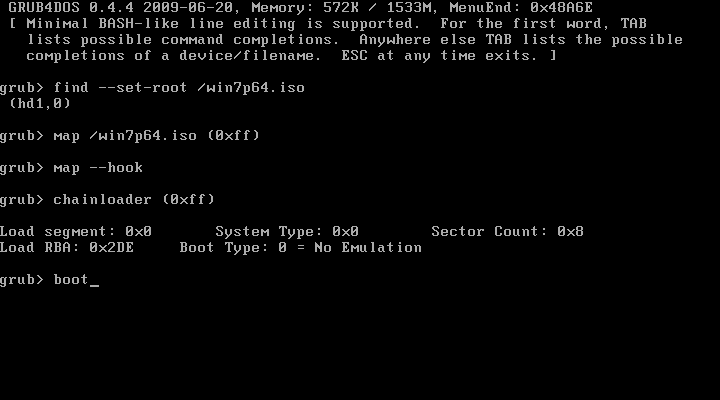 GRUB4DOS 0.4.4 2009-06-20, Memory: 572K / 1533M, MenuEnd: 0x48A6E
[ Minimal BASH-like line editing is supported.  For the first word, TAB
lists possible command completions.  Anywhere else TAB lists the possible
completions of a device/filename.  ESC at any time exits. ]
grub> find --set-root /win7p64.iso
(hd1,0)
grub> map /win7p64.iso (0xff)
grub> map --hook
grub> chainloader (0xff)
Load segment: 0x0       System Type: 0x0        Sector Count: 0x8
Load RBA: 0x2DE     Boot Type: 0 = No Emulation
grub> boot_